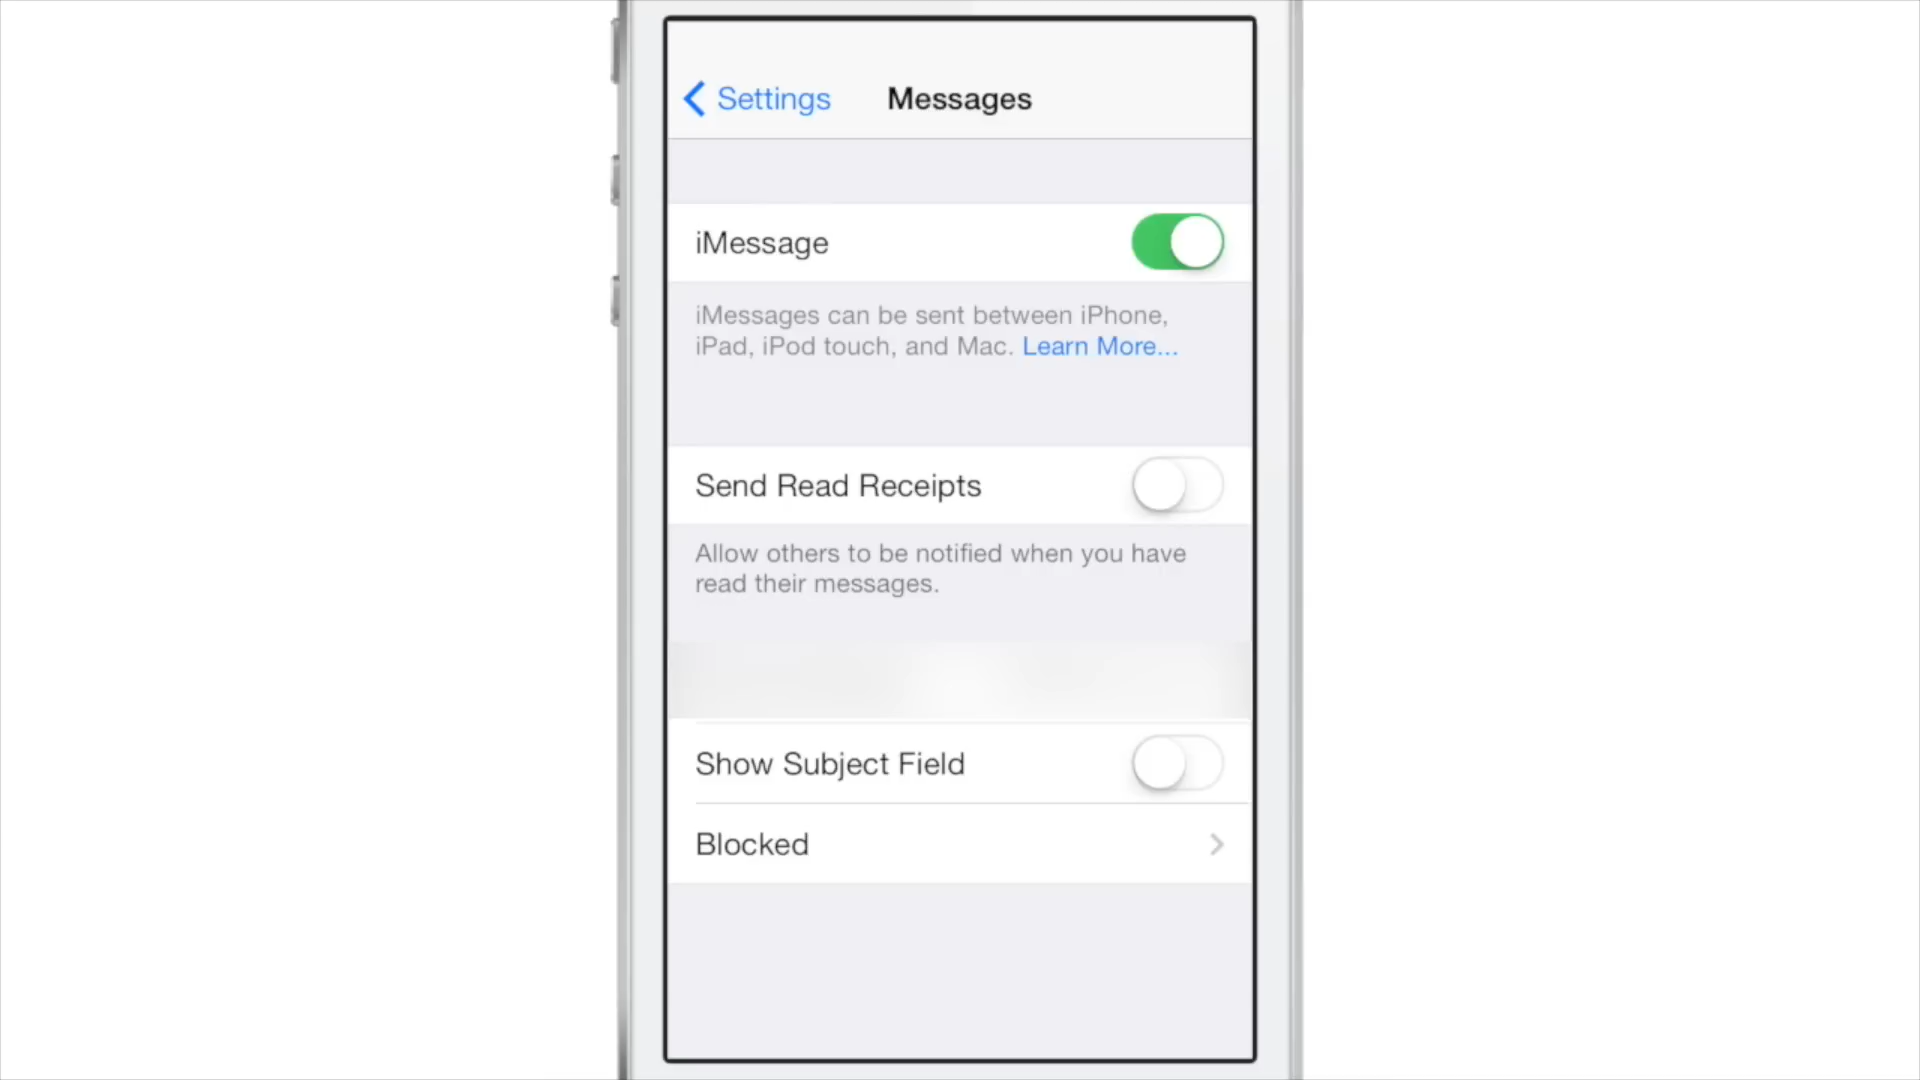 Settings
Messages
iMessage
iMessages can be sent between iPhone,
iPad, iPod touch, and Mac. Learn More...
Send Read Receipts
Allow others to be notified when you have
read their messages.
Show Subject Field
Blocked